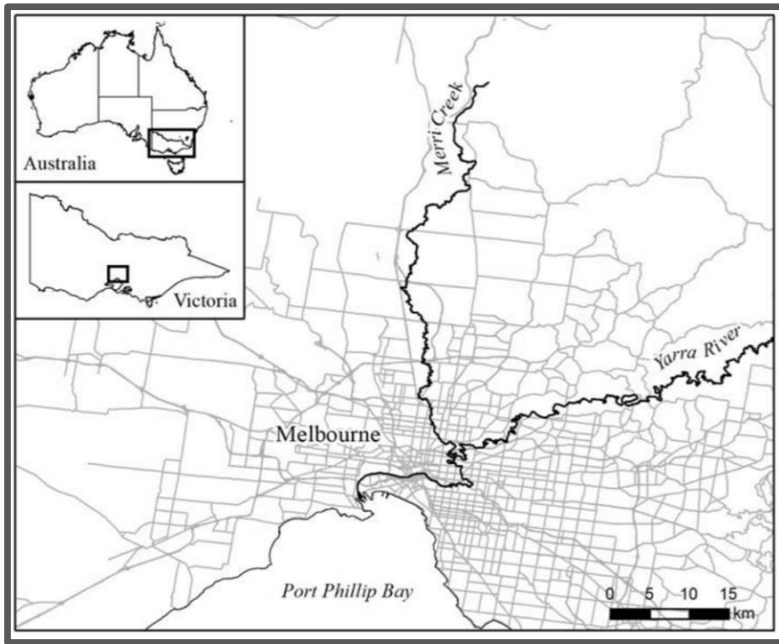 Australia
Victoria
Merri Creek
Yarra River
Melbourne
Port Phillip Bay
0 5 10 15
km